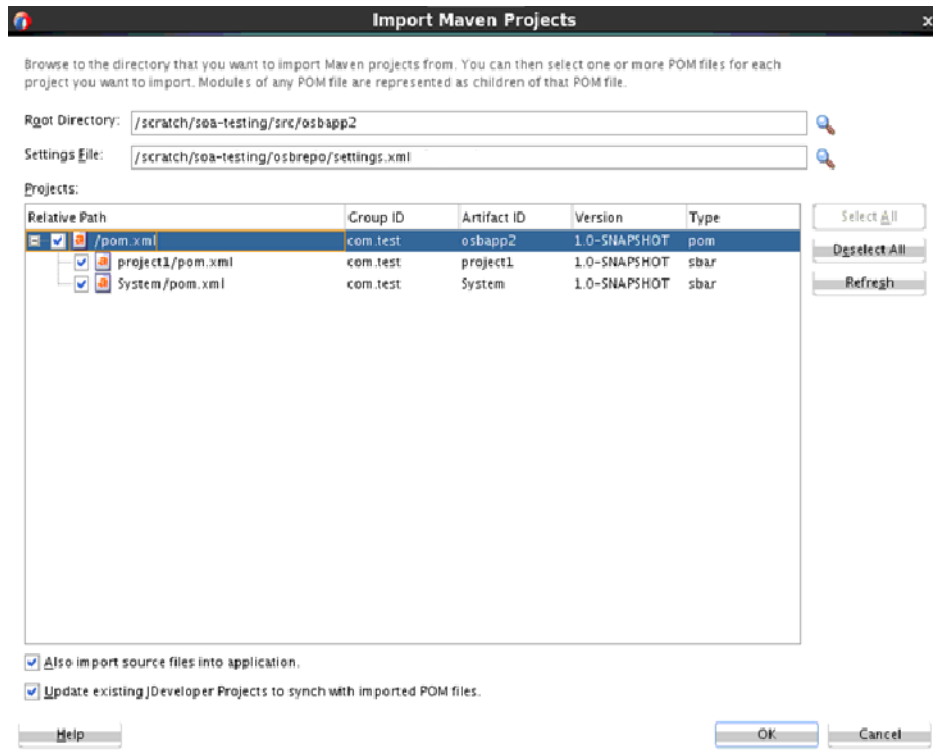 Import Maven Projects
Browse to the directory that you want to import Maven projects from. You can then select one or more POM files for each
project you want to import. Modules of any POM file are represented as children of that POM file.
Root Directory: /scratch/soa-testing/src/osbapp2
Settings File: /scratch/soa-testing/osbrepo/settings.xml
Projects:
Relative Path Group ID Artifact ID Version Type Select All
/pom.xml com.test osbapp2 1.0-SNAPSHOT pom Deselect All
project1/pom.xml com.test project1 1.0-SNAPSHOT sbar
System/pom.xml com.test System 1.0-SNAPSHOT sbar Refresh
Also import source files into application.
Update existing JDeveloper Projects to synch with imported POM files.
Help OK Cancel